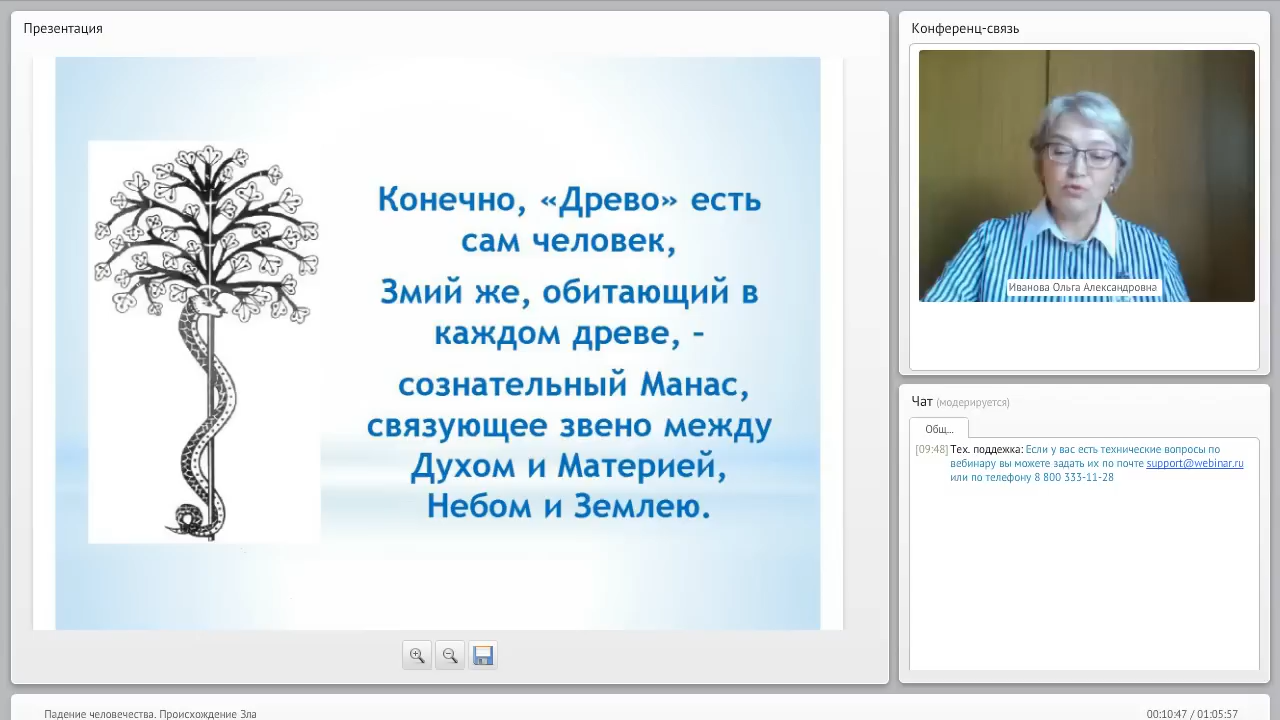 Презентация
Конечно, «Древо» есть
сам человек,
Змий же, обитающий в
каждом древе, –
сознательный Манас,
связующее звено между
Духом и Материей,
Небом и Землею.
Конференц-связь
Иванова Ольга Александровна
Чат (модерируется)
Общ...
[09:48] Тех. поддежка: Если у вас есть технические вопросы по
вебинару вы можете задать их по почте support@webinar.ru
или по телефону 8 800 333-11-28
Падение человечества. Происхождение Зла
00:10:47 / 01:05:57